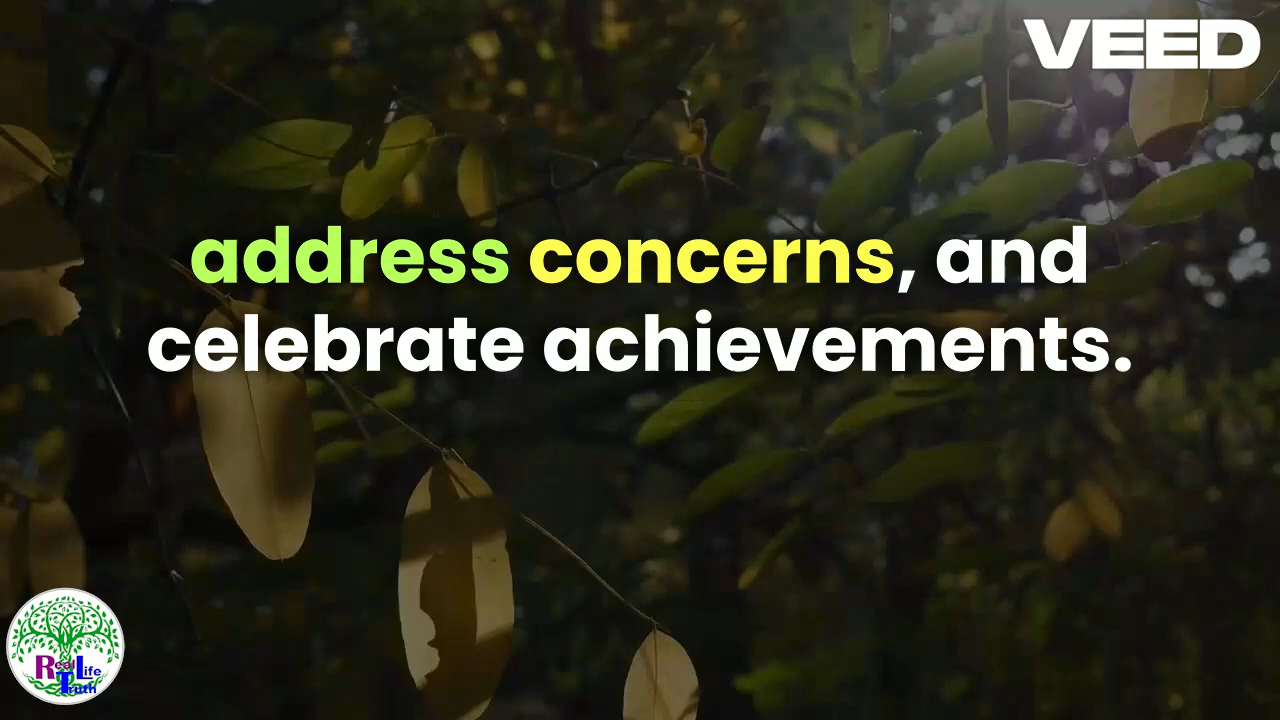 VEED
address concerns, and
celebrate achievements.
Real Life
Truth